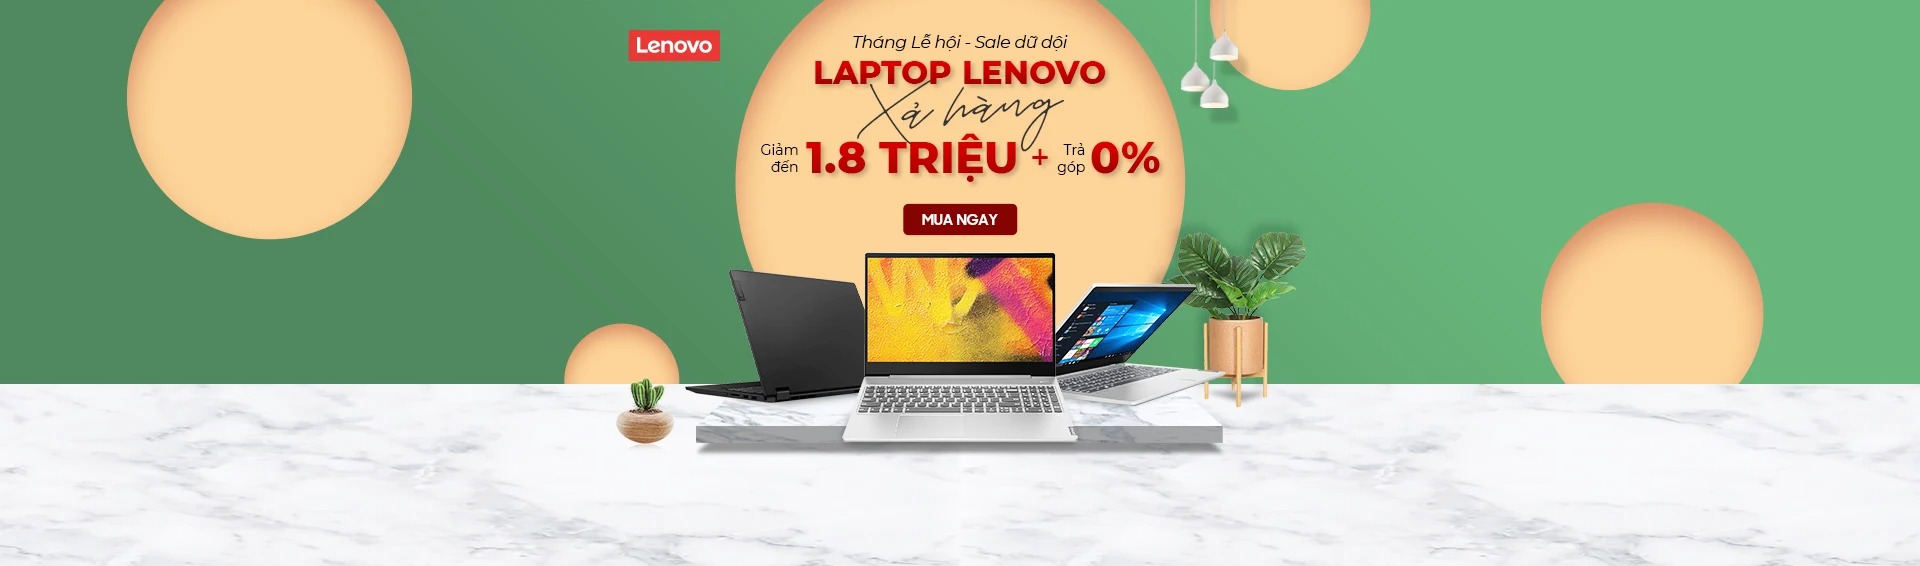 Lenovo
Tháng Lễ hội - Sale dữ dội
LAPTOP LENOVO
Xả hàng
Giảm đến 1.8 TRIỆU + Trả góp 0%
MUA NGAY